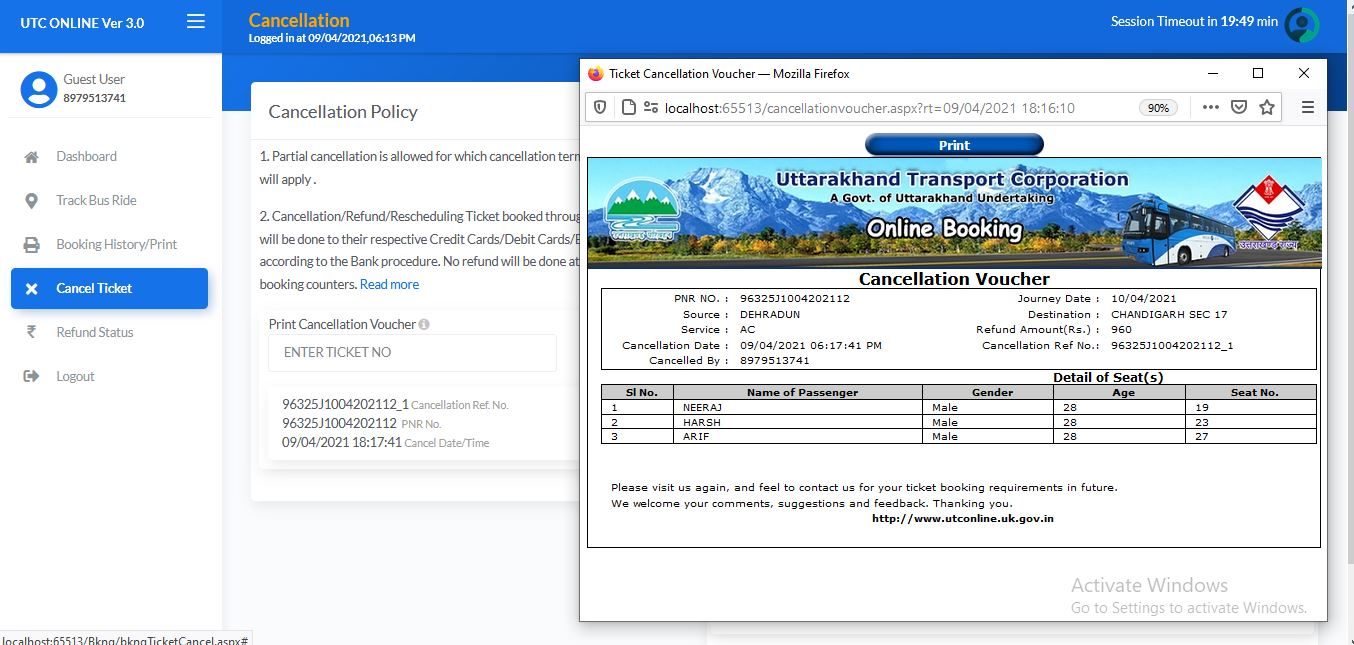 UTC ONLINE Ver 3.0
Cancellation
Logged in at 09/04/2021,06:13 PM
Session Timeout in 19:49 min
Guest User
8979513741
Dashboard
Track Bus Ride
Booking History/Print
Cancel Ticket
Refund Status
Logout
Cancellation Policy
1. Partial cancellation is allowed for which cancellation
will apply .
2. Cancellation/Refund/Rescheduling Ticket booked
will be done to their respective Credit Cards/Debit Cards/
according to the Bank procedure. No refund will be done at
booking counters. Read more
Print Cancellation Voucher
ENTER TICKET NO
96325J1004202112_1 Cancellation Ref. No.
96325J1004202112 PNR No.
09/04/2021 18:17:41 Cancel Date/Time
localhost:65513/Bkng/bkngTicketCancel.aspx#
Ticket Cancellation Voucher — Mozilla Firefox
localhost:65513/cancellationvoucher.aspx?rt=09/04/2021 18:16:10
90%
Print
Uttarakhand Transport Corporation
A Govt. of Uttarakhand Undertaking
Online Booking
उत्तराखण्ड राज्य
Cancellation Voucher
PNR NO. : 96325J1004202112 Journey Date : 10/04/2021
Source : DEHRADUN Destination : CHANDIGARH SEC 17
Service : AC Refund Amount(Rs.) : 960
Cancellation Date : 09/04/2021 06:17:41 PM Cancellation Ref No.: 96325J1004202112_1
Cancelled By : 8979513741
Detail of Seat(s)
Sl No. Name of Passenger Gender Age Seat No.
1 NEERAJ Male 28 19
2 HARSH Male 28 23
3 ARIF Male 28 27
Please visit us again, and feel to contact us for your ticket booking requirements in future.
We welcome your comments, suggestions and feedback. Thanking you.
http://www.utconline.uk.gov.in
Activate Windows
Go to Settings to activate Windows.